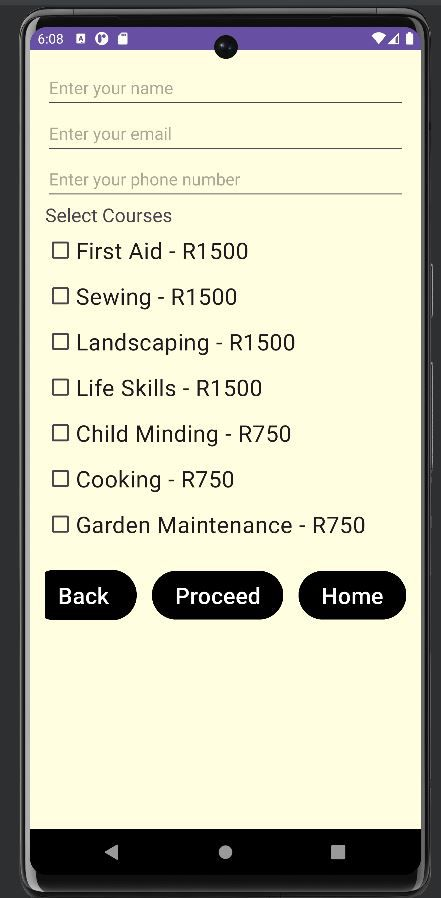 6:08
Enter your name
Enter your email
Enter your phone number
Select Courses
First Aid - R1500
Sewing - R1500
Landscaping - R1500
Life Skills - R1500
Child Minding - R750
Cooking - R750
Garden Maintenance - R750
Back Proceed Home